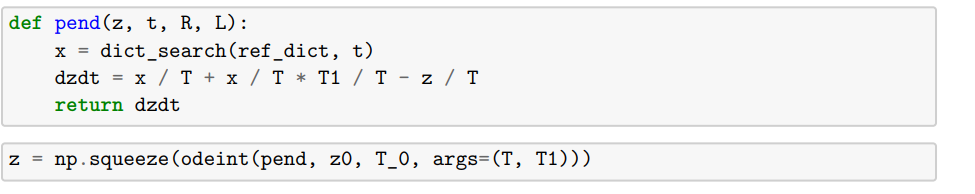 def pend(z, t, R, L):
    x = dict_search(ref_dict, t)
    dzdt = x / T + x / T * T1 / T - z / T
    return dzdt
z = np.squeeze(odeint(pend, z0, T_0, args=(T, T1)))